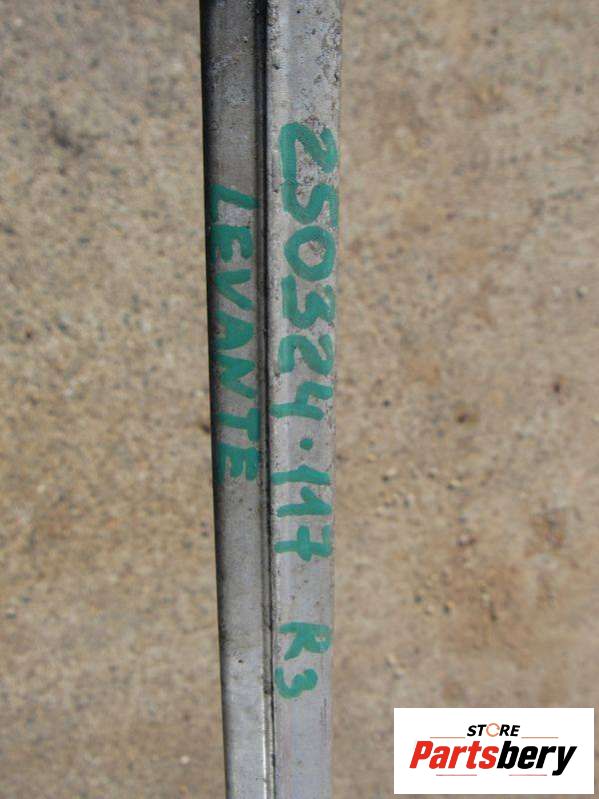 250324.117 R3
LEVANTE
STORE
Partsbery